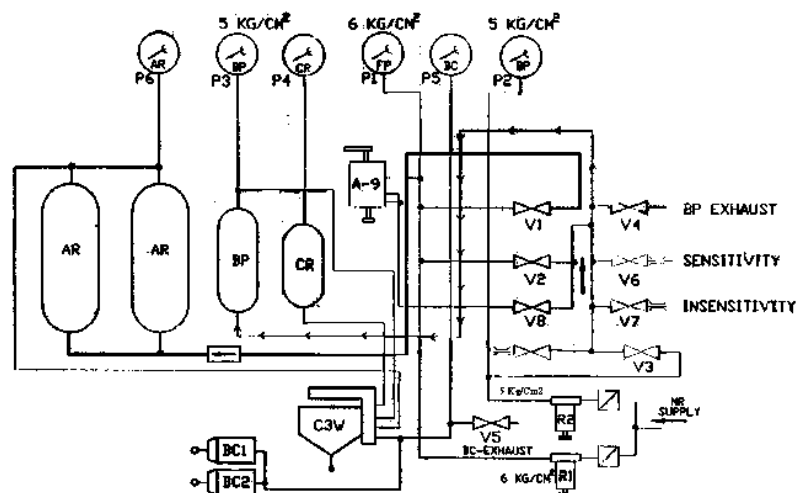 5 KG/CM2
6 KG/CM2
5 KG/CM2
AR
BP
CR
FP
BC
BP
P6
P3
P4
P1
P5
P2
A-9
AR
AR
BP
CR
V1
V4
BP EXHAUST
V2
V6
SENSITIVITY
V8
V7
INSENSITIVITY
V3
5 Kg/Cm2
R2
MR
SUPPLY
C3W
V5
BC-EXHAUST
BC1
BC2
6 KG/CM2
R1